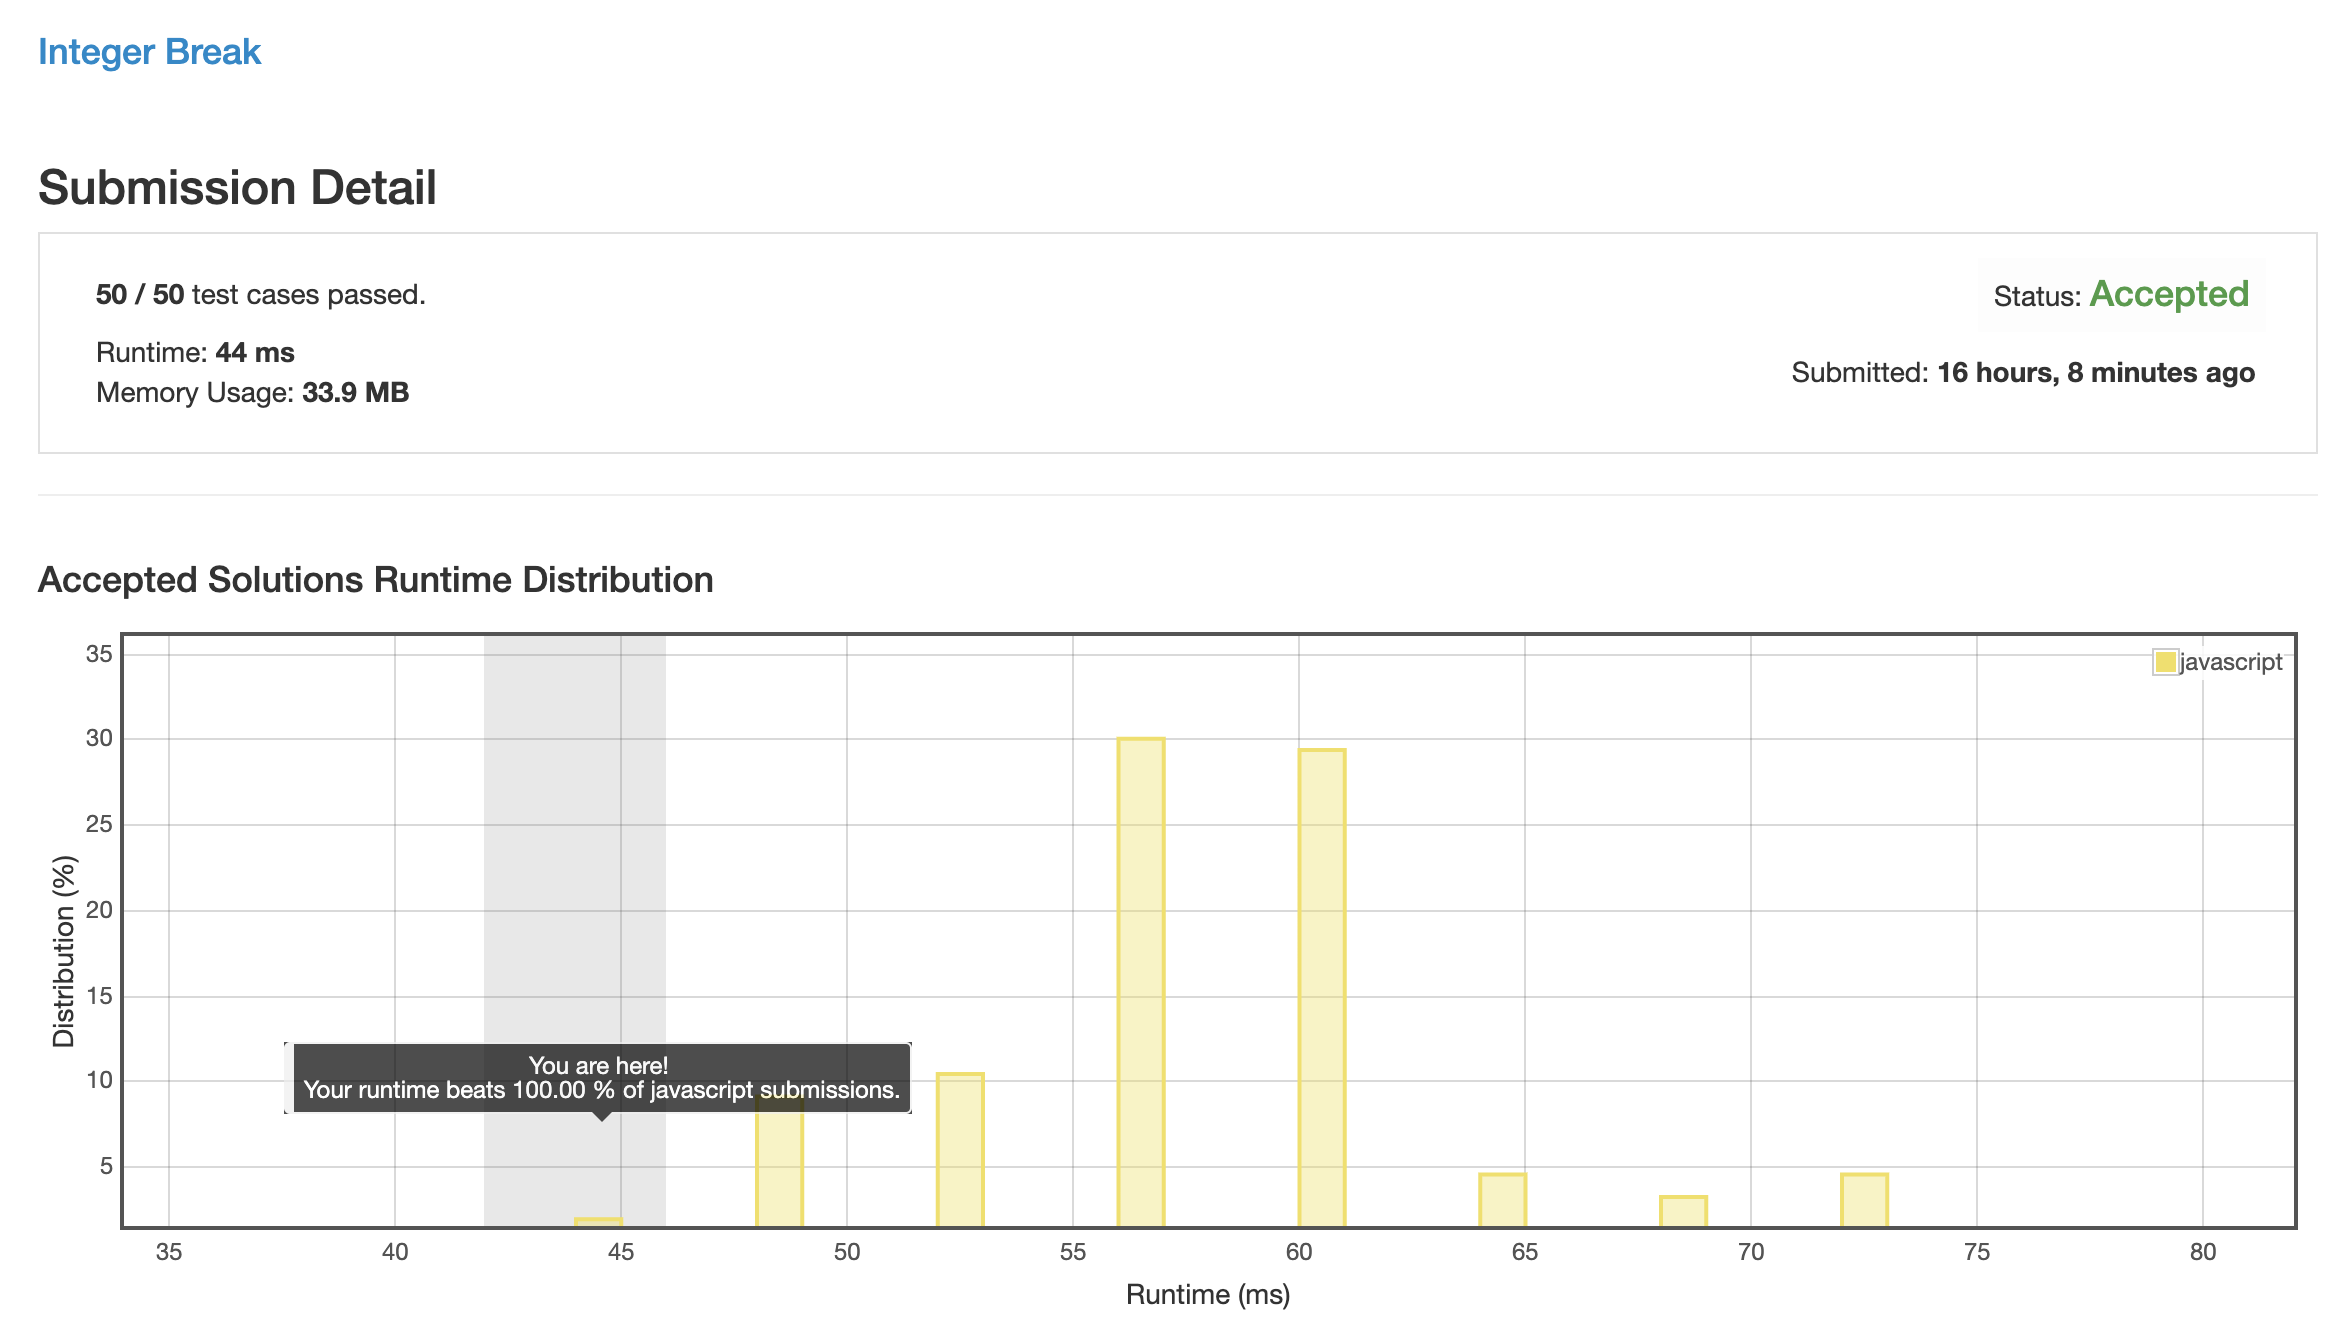 Integer Break
Submission Detail
50 / 50 test cases passed.
Status: Accepted
Runtime: 44 ms
Submitted: 16 hours, 8 minutes ago
Memory Usage: 33.9 MB
Accepted Solutions Runtime Distribution
35
javascript
30
25
20
15
10
5
Distribution (%)
You are here!
Your runtime beats 100.00 % of javascript submissions.
35 40 45 50 55 60 65 70 75 80
Runtime (ms)